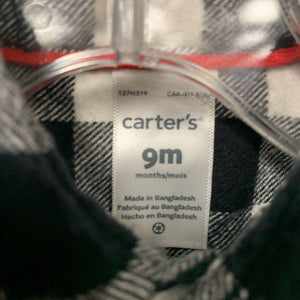 127H319
carter's
9m
months/mois
Made in Bangladesh
Fabriqué au Bangladesh
Hecho en Bangladesh